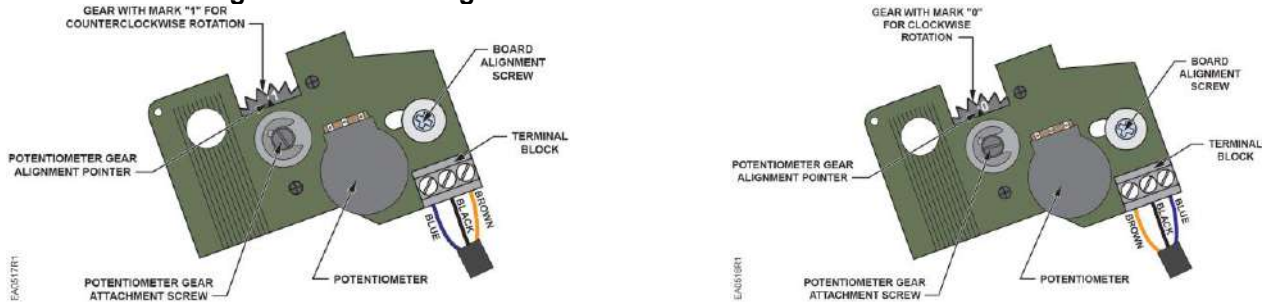 GEAR WITH MARK "1" FOR
COUNTERCLOCKWISE ROTATION
BOARD
ALIGNMENT
SCREW
1
TERMINAL
BLOCK
POTENTIOMETER GEAR
ALIGNMENT POINTER
BLUE
BLACK
BROWN
POTENTIOMETER GEAR
ATTACHMENT SCREW
POTENTIOMETER
EA0517R1
GEAR WITH MARK "0"
FOR CLOCKWISE
ROTATION
BOARD
ALIGNMENT
SCREW
0
TERMINAL
BLOCK
POTENTIOMETER GEAR
ALIGNMENT POINTER
BROWN
BLACK
BLUE
POTENTIOMETER GEAR
ATTACHMENT SCREW
POTENTIOMETER